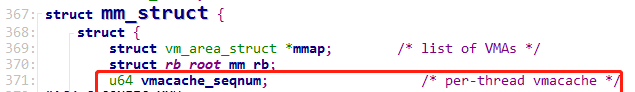 367: struct mm_struct {
368: struct {
369: struct vm_area_struct *mmap; /* list of VMAs */
370: struct rb_root mm_rb;
371: u64 vmacache_seqnum; /* per-thread vmacache */